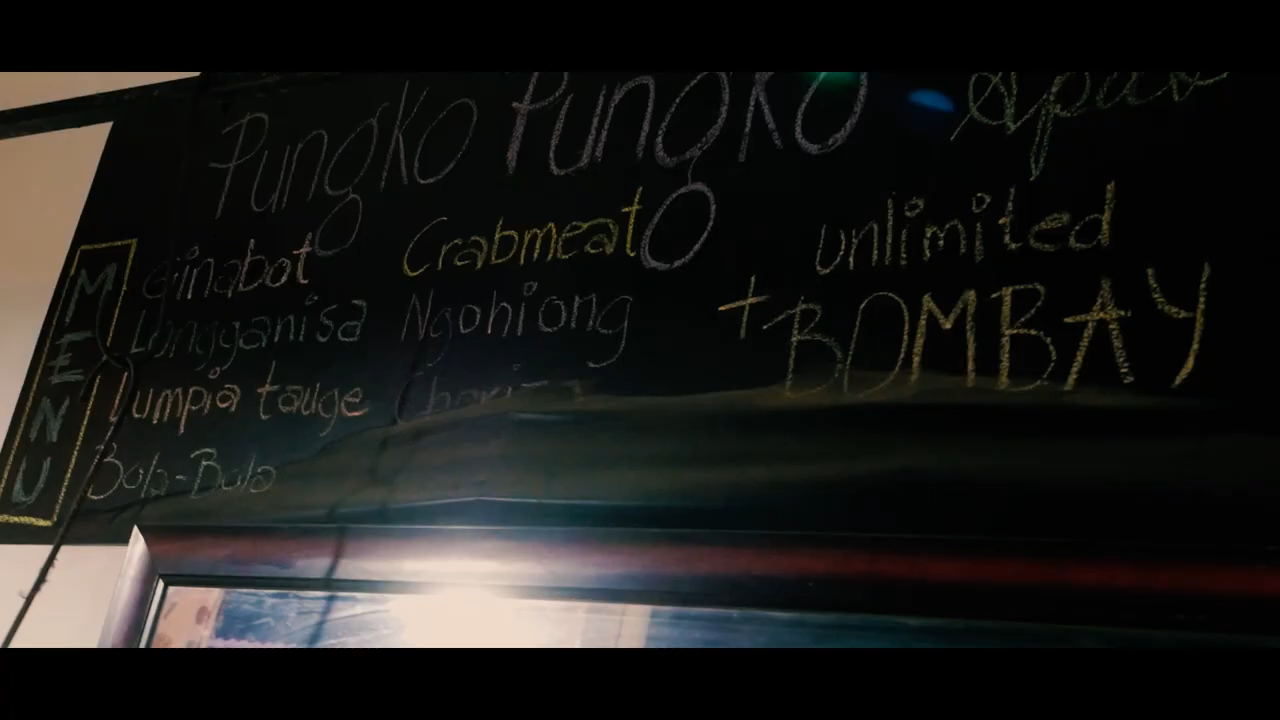 Pungko Pungko
MENU
Ginabot Crabmeat unlimited
Longganisa Ngohiong + BOMBAY
Lumpia tauge
Bola-Bola